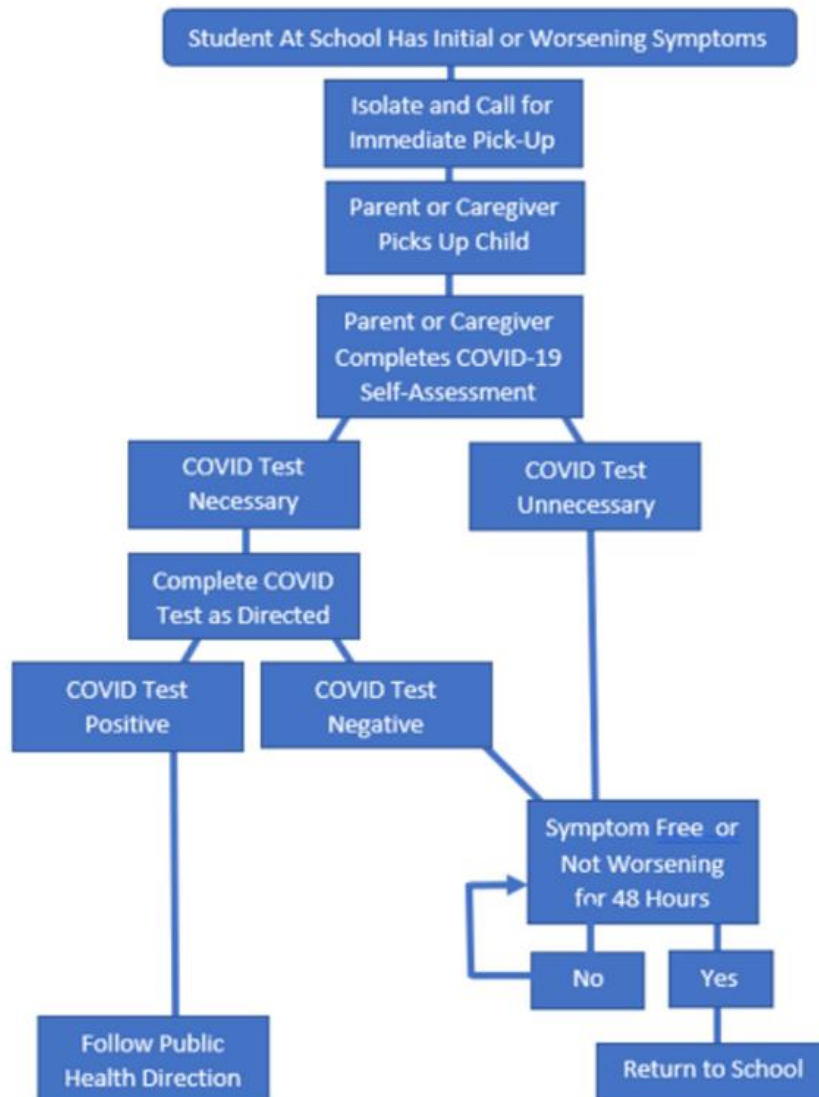 Student At School Has Initial or Worsening Symptoms
Isolate and Call for
Immediate Pick-Up
Parent or Caregiver
Picks Up Child
Parent or Caregiver
Completes COVID-19
Self-Assessment
COVID Test
Necessary
COVID Test
Unnecessary
Complete COVID
Test as Directed
COVID Test
Positive
COVID Test
Negative
Symptom Free or
Not Worsening
for 48 Hours
No
Yes
Follow Public
Health Direction
Return to School